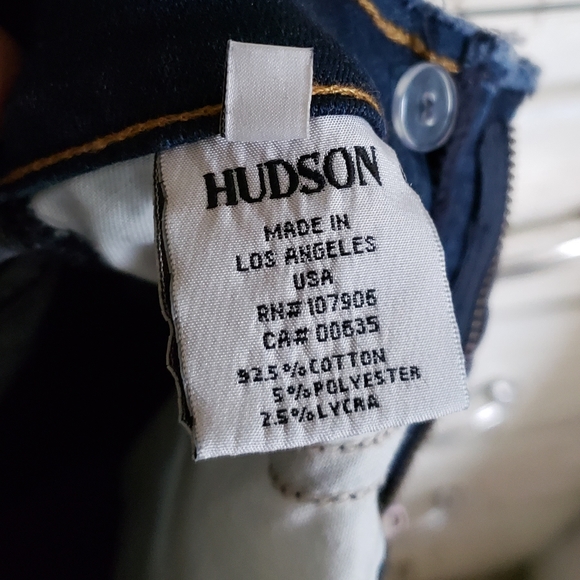 HUDSON
MADE IN
LOS ANGELES
USA
RN# 107906
CA# 00635
92.5% COTTON
5% POLYESTER
2.5% LYCRA